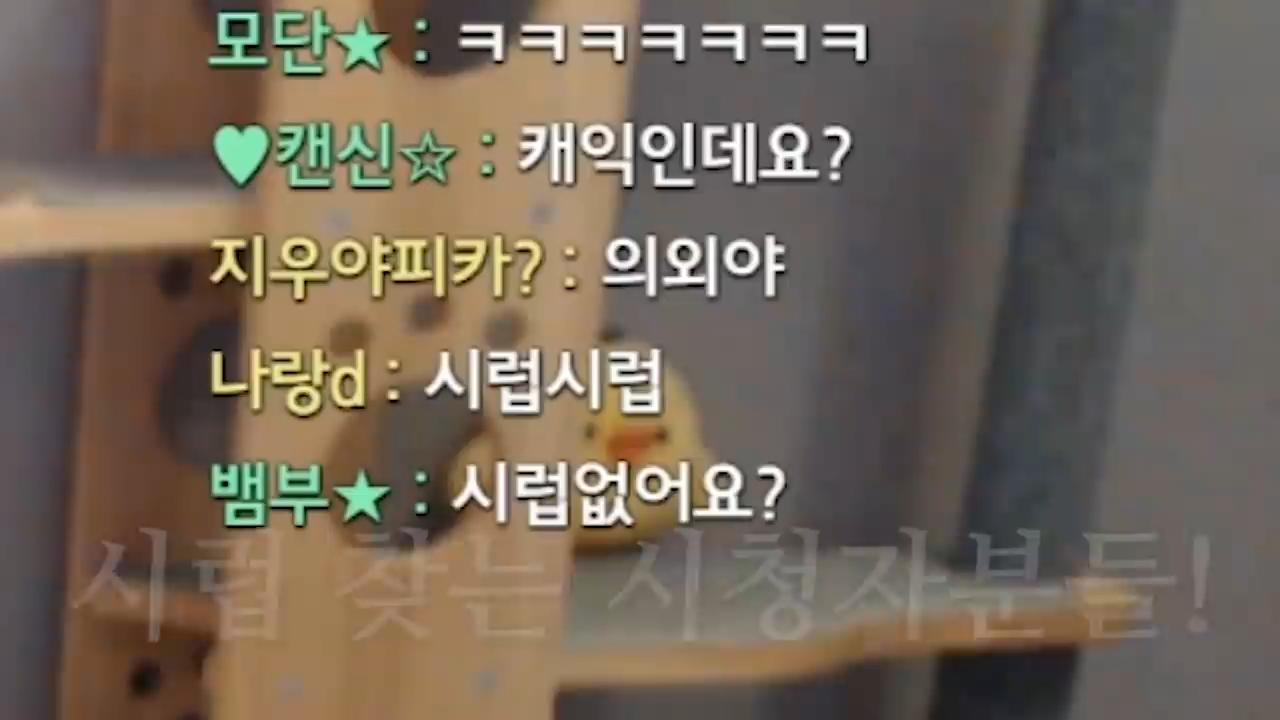 모단★ : ㅋㅋㅋㅋㅋㅋㅋ
♥캔신☆ : 캐익인데요?
지우야피카? : 의외야
나랑d : 시럽시럽
뱀부★ : 시럽없어요?
시럽 찾는 시청자분들!